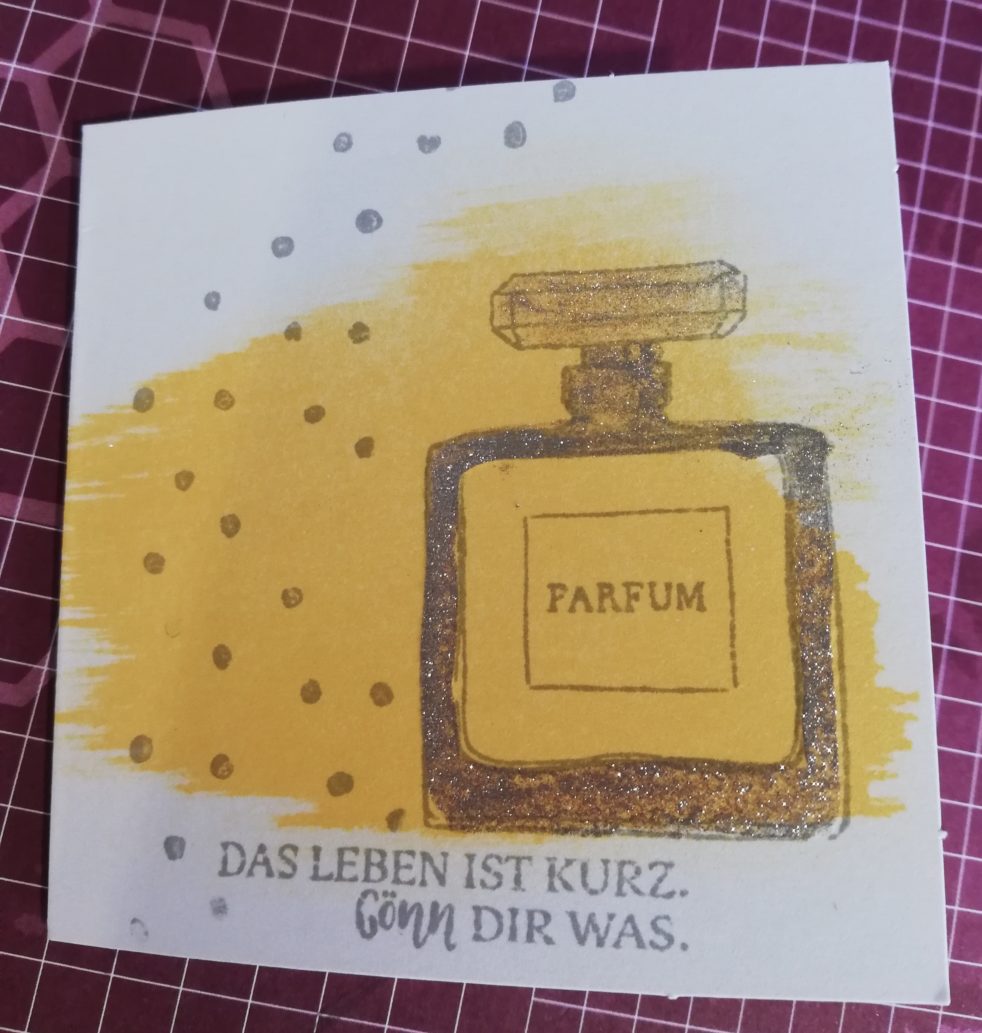 PARFUM
DAS LEBEN IST KURZ.
Gönn DIR WAS.